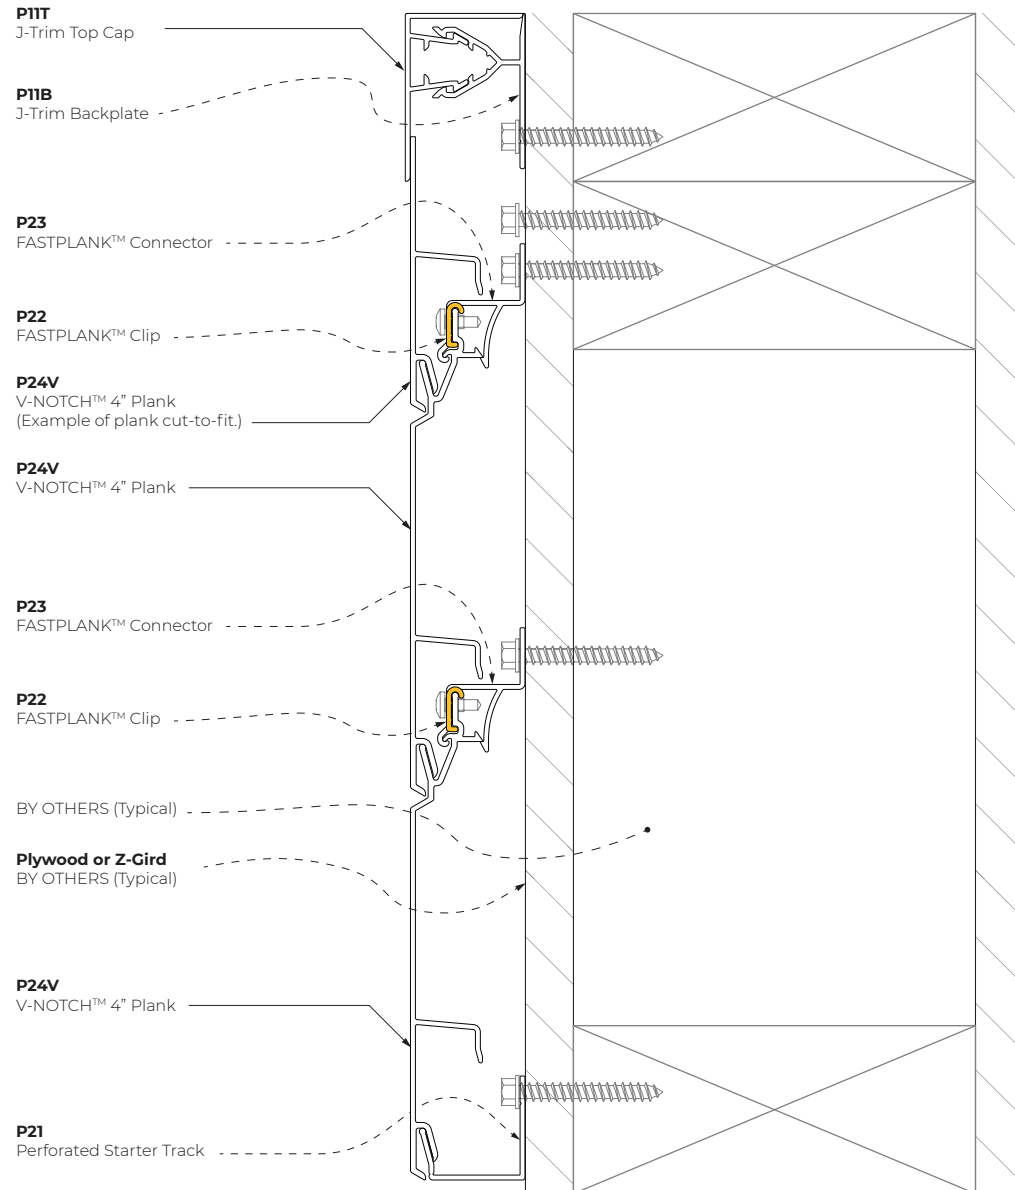 P11T
J-Trim Top Cap
P11B
J-Trim Backplate
P23
FASTPLANK™ Connector
P22
FASTPLANK™ Clip
P24V
V-NOTCH™ 4” Plank
(Example of plank cut-to-fit.)
P24V
V-NOTCH™ 4” Plank
P23
FASTPLANK™ Connector
P22
FASTPLANK™ Clip
BY OTHERS (Typical)
Plywood or Z-Gird
BY OTHERS (Typical)
P24V
V-NOTCH™ 4” Plank
P21
Perforated Starter Track